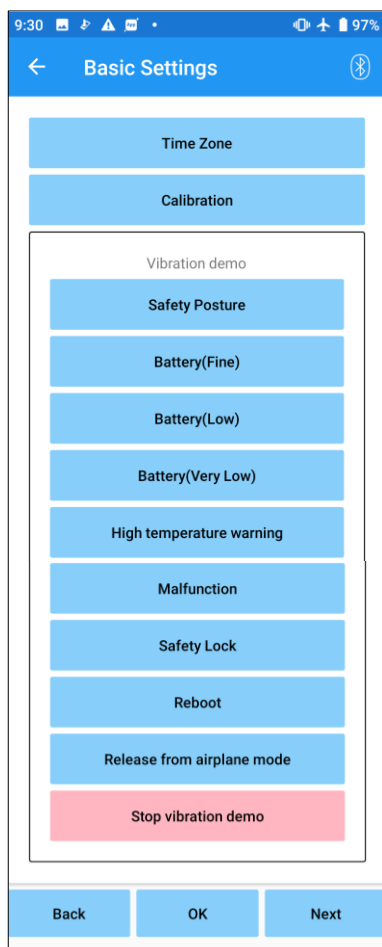 9:30 97%
Basic Settings
Time Zone
Calibration
Vibration demo
Safety Posture
Battery(Fine)
Battery(Low)
Battery(Very Low)
High temperature warning
Malfunction
Safety Lock
Reboot
Release from airplane mode
Stop vibration demo
Back OK Next